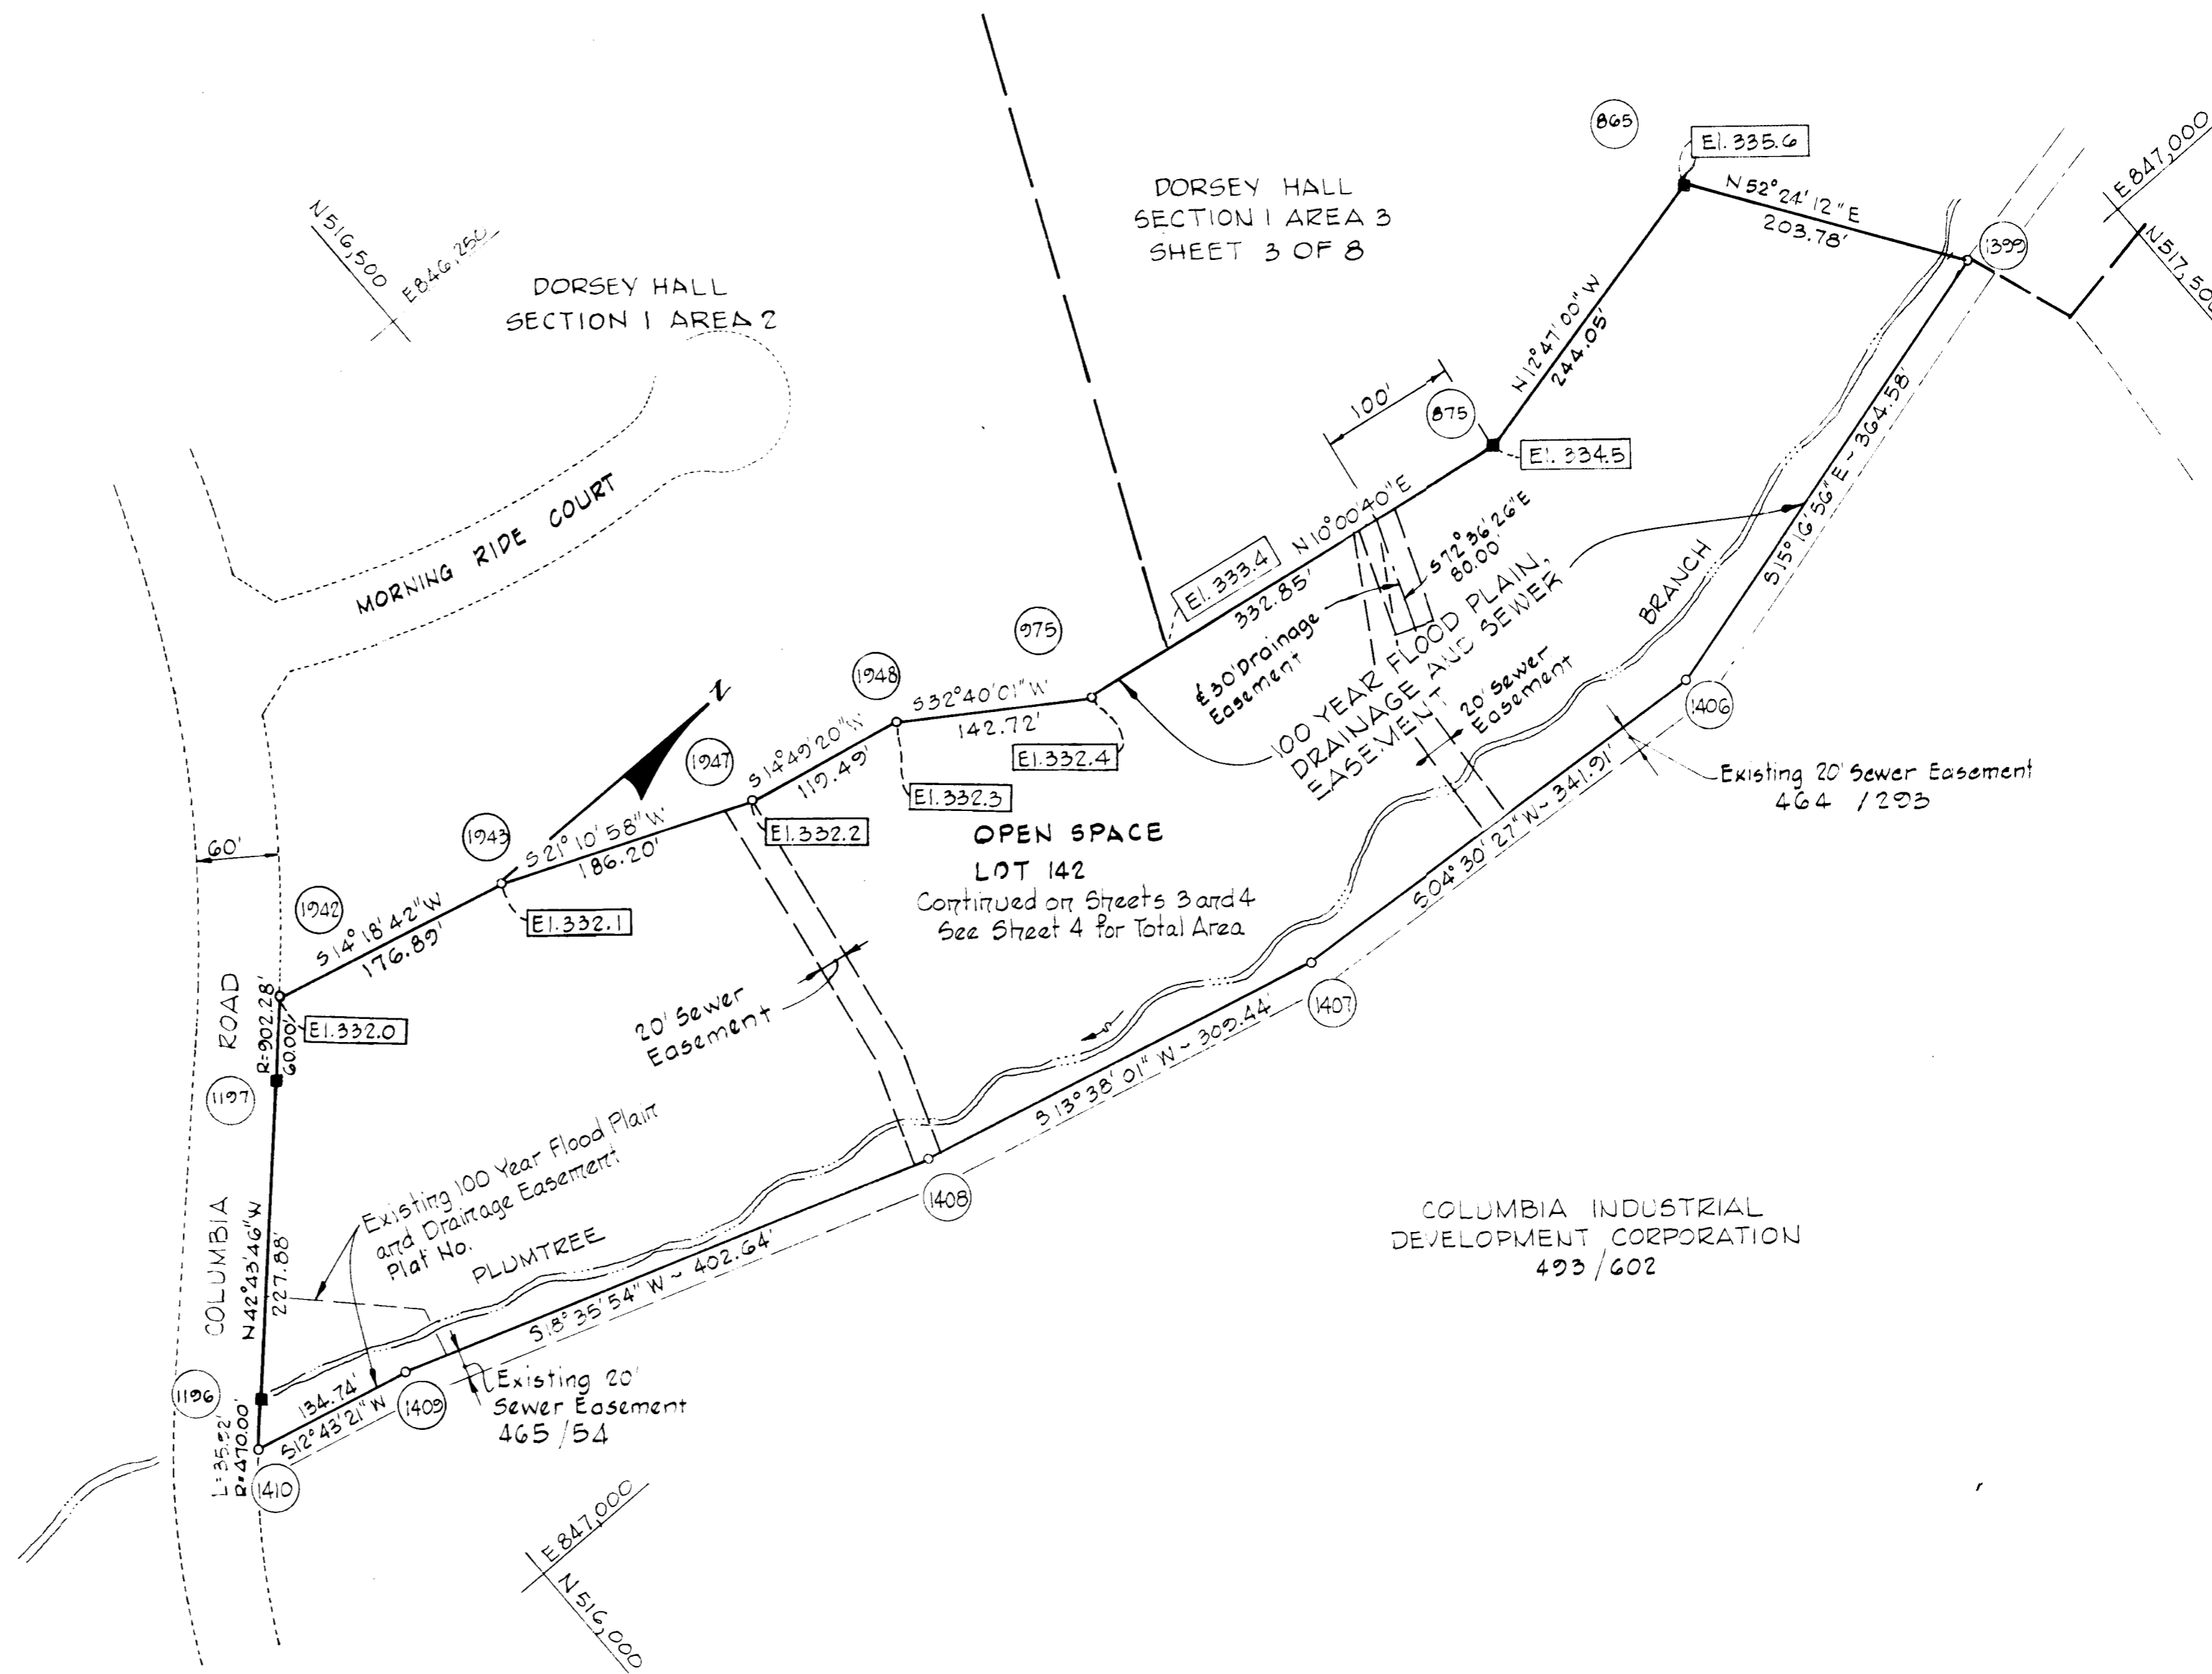 865
El. 335.6
E 847,000
N 517,500
N 52° 24' 12" E
203.78'
1399
DORSEY HALL
SECTION 1 AREA 3
SHEET 3 OF 8
N 516,500
E 846,250
DORSEY HALL
SECTION 1 AREA 2
N 12° 47' 00" W
244.05'
100'
875
El. 334.5
S 15° 16' 56" E ~ 364.58'
MORNING RIDE COURT
N 10° 00' 40" E
332.85'
El. 333.4
S 72° 36' 26" E
80.00'
₵ 30' Drainage
Easement
100 YEAR FLOOD PLAIN,
DRAINAGE AND SEWER
EASEMENT
20' Sewer
Easement
BRANCH
975
1948
S 32° 40' 01" W
142.72'
El. 332.4
1406
Z
1947
S 14° 49' 20" W
119.49'
El. 332.3
Existing 20' Sewer Easement
464 / 293
1943
S 21° 10' 58" W
186.20'
El. 332.2
OPEN SPACE
LOT 142
Continued on Sheets 3 and 4
See Sheet 4 for Total Area
S 04° 30' 27" W ~ 341.91'
60'
1942
S 14° 18' 42" W
176.89'
El. 332.1
1407
20' Sewer
Easement
COLUMBIA ROAD
R=902.28'
60.00'
El. 332.0
1197
S 13° 38' 01" W ~ 309.44'
Existing 100 Year Flood Plain
and Drainage Easement
Plat No.
PLUMTREE
1408
N 42° 43' 46" W
227.88'
S 18° 35' 54" W ~ 402.64'
COLUMBIA INDUSTRIAL
DEVELOPMENT CORPORATION
493 / 602
1196
134.74'
S 12° 43' 21" W
1409
Existing 20'
Sewer Easement
465 / 54
L=35.92'
R=470.00'
1410
E 847,000
N 516,000